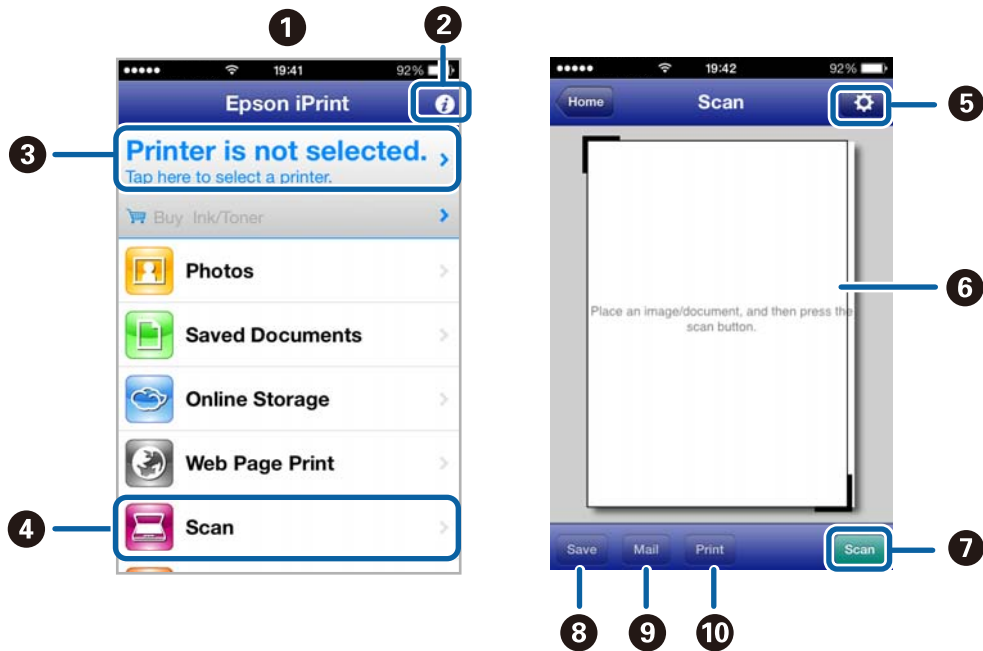 1
2
19:41
92%
Epson iPrint
i
3
Printer is not selected.
Tap here to select a printer.
Buy Ink/Toner
Photos
Saved Documents
Online Storage
Web Page Print
4
Scan
19:42
92%
Home
Scan
5
6
Place an image/document, and then press the
scan button.
Save
Mail
Print
Scan
7
8
9
10